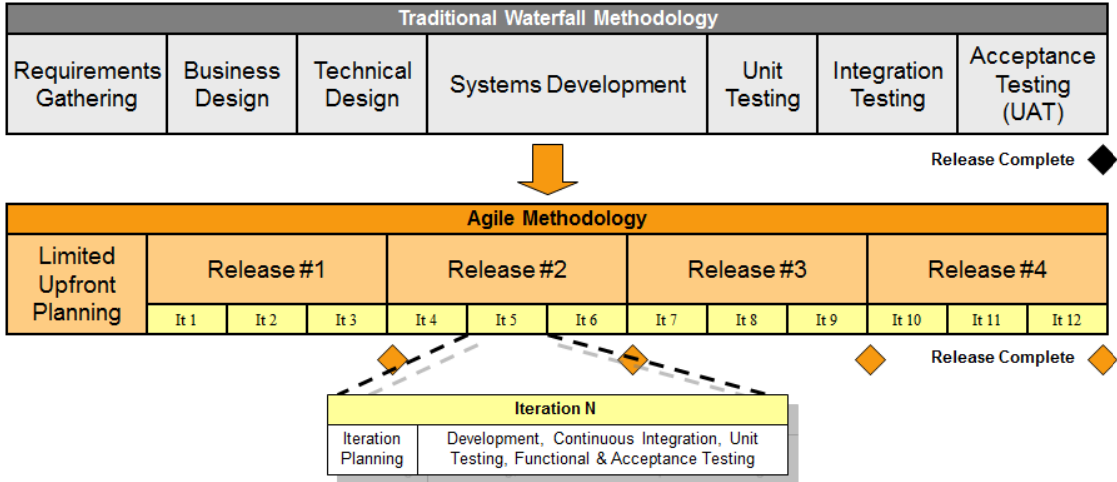 Traditional Waterfall Methodology
Requirements
Gathering
Business
Design
Technical
Design
Systems Development
Unit
Testing
Integration
Testing
Acceptance
Testing
(UAT)
Release Complete
Agile Methodology
Limited
Upfront
Planning
Release #1
Release #2
Release #3
Release #4
It 1
It 2
It 3
It 4
It 5
It 6
It 7
It 8
It 9
It 10
It 11
It 12
Release Complete
Iteration N
Iteration
Planning
Development, Continuous Integration, Unit
Testing, Functional & Acceptance Testing